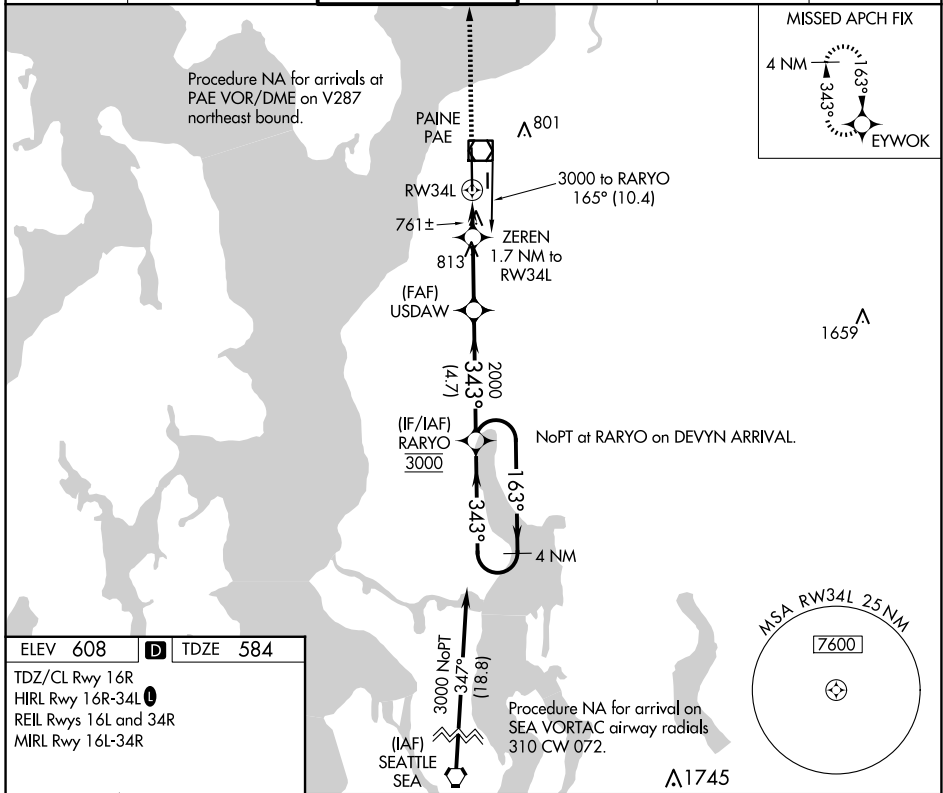 MISSED APCH FIX
4 NM
163°
343°
EYWOK
Procedure NA for arrivals at
PAE VOR/DME on V287
northeast bound.
PAINE
PAE
801
RW34L
3000 to RARYO
165° (10.4)
761±
ZEREN
1.7 NM to
RW34L
813
(FAF)
USDAW
1659
2000
343°
(4.7)
(IF/IAF)
RARYO
3000
NoPT at RARYO on DEVYN ARRIVAL.
163°
343°
4 NM
3000 NoPT
347°
(18.8)
(IAF)
SEATTLE
SEA
Procedure NA for arrival on
SEA VORTAC airway radials
310 CW 072.
1745
MSA RW34L 25 NM
7600
ELEV 608 D TDZE 584
TDZ/CL Rwy 16R
HIRL Rwy 16R-34L L
REIL Rwys 16L and 34R
MIRL Rwy 16L-34R